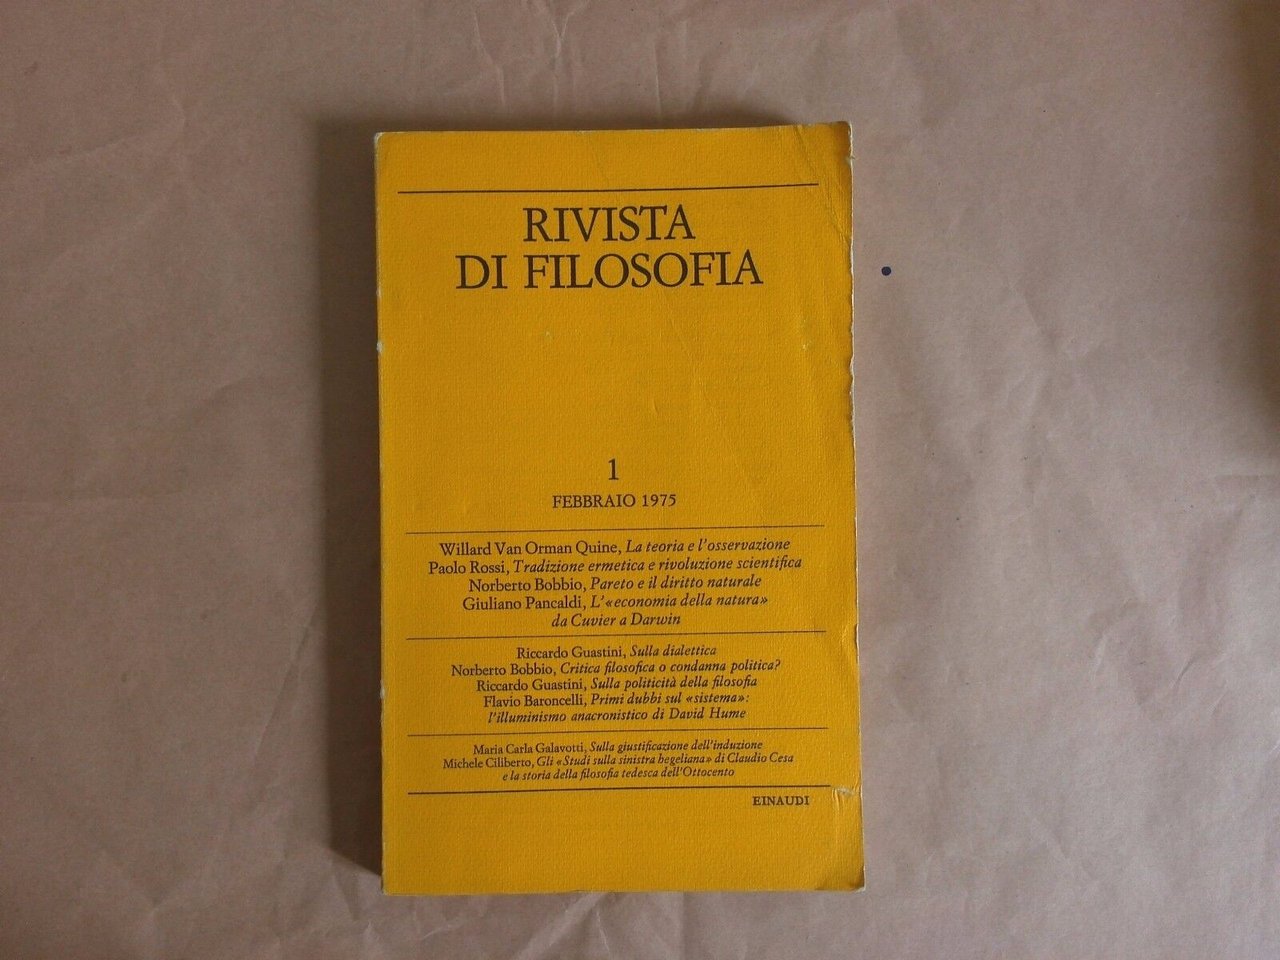 RIVISTA
DI FILOSOFIA
1
FEBBRAIO 1975
Willard Van Orman Quine, La teoria e l'osservazione
Paolo Rossi, Tradizione ermetica e rivoluzione scientifica
Norberto Bobbio, Pareto e il diritto naturale
Giuliano Pancaldi, L'«economia della natura»
da Cuvier a Darwin
Riccardo Guastini, Sulla dialettica
Norberto Bobbio, Critica filosofica o condanna politica?
Riccardo Guastini, Sulla politicità della filosofia
Flavio Baroncelli, Primi dubbi sul «sistema»:
l'illuminismo anacronistico di David Hume
Maria Carla Galavotti, Sulla giustificazione dell'induzione
Michele Ciliberto, Gli «Studi sulla sinistra hegeliana» di Claudio Cesa
e la storia della filosofia tedesca dell'Ottocento
EINAUDI